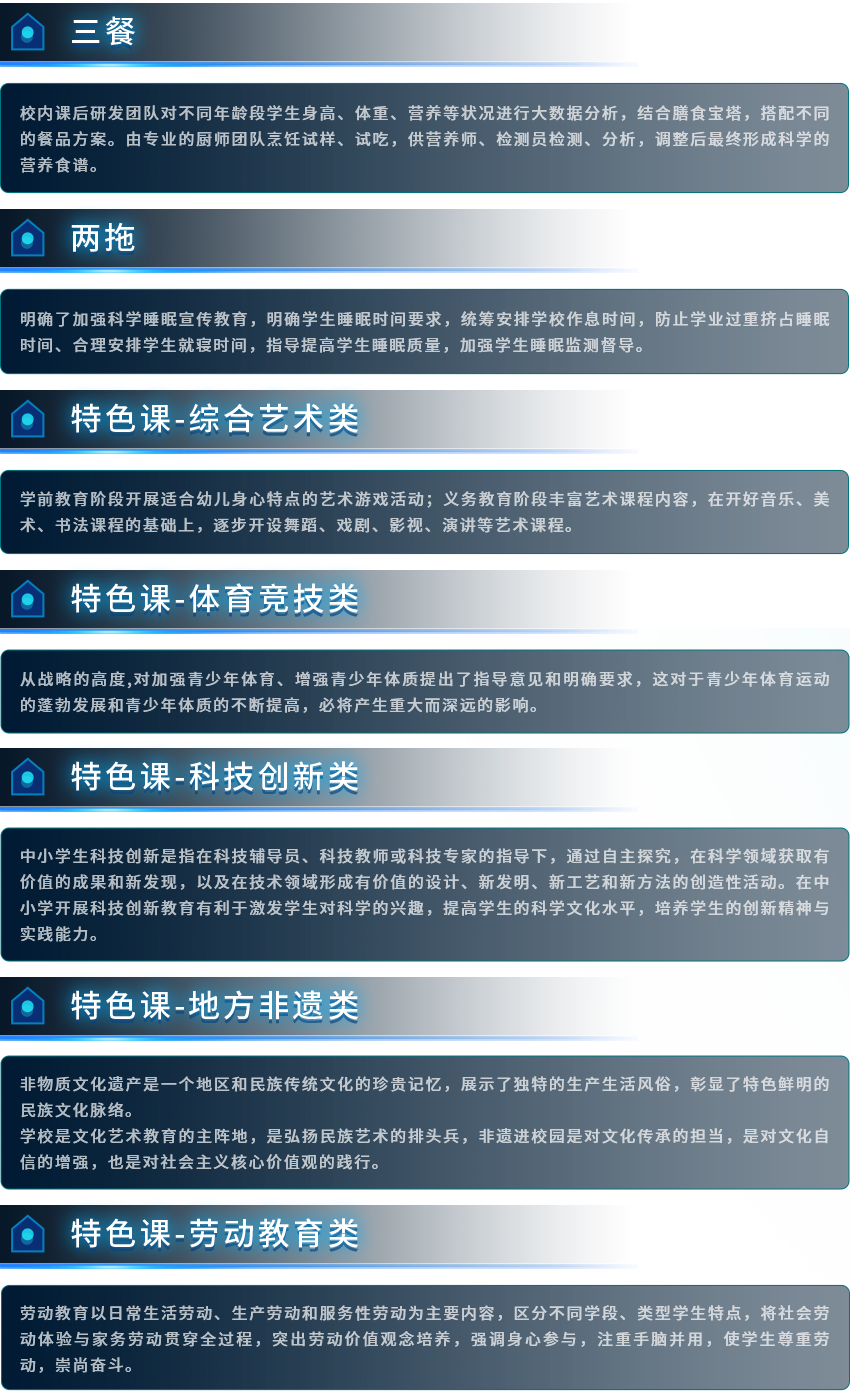 三餐
校内课后研发团队对不同年龄段学生身高、体重、营养等状况进行大数据分析，结合膳食宝塔，搭配不同
的餐品方案。由专业的厨师团队烹饪试样、试吃，供营养师、检测员检测、分析，调整后最终形成科学的
营养食谱。
两拖
明确了加强科学睡眠宣传教育，明确学生睡眠时间要求，统筹安排学校作息时间，防止学业过重挤占睡眠
时间、合理安排学生就寝时间，指导提高学生睡眠质量，加强学生睡眠监测督导。
特色课-综合艺术类
学前教育阶段开展适合幼儿身心特点的艺术游戏活动；义务教育阶段丰富艺术课程内容，在开好音乐、美
术、书法课程的基础上，逐步开设舞蹈、戏剧、影视、演讲等艺术课程。
特色课-体育竞技类
从战略的高度,对加强青少年体育、增强青少年体质提出了指导意见和明确要求，这对于青少年体育运动
的蓬勃发展和青少年体质的不断提高，必将产生重大而深远的影响。
特色课-科技创新类
中小学生科技创新是指在科技辅导员、科技教师或科技专家的指导下，通过自主探究，在科学领域获取有
价值的成果和新发现，以及在技术领域形成有价值的设计、新发明、新工艺和新方法的创造性活动。在中
小学开展科技创新教育有利于激发学生对科学的兴趣，提高学生的科学文化水平，培养学生的创新精神与
实践能力。
特色课-地方非遗类
非物质文化遗产是一个地区和民族传统文化的珍贵记忆，展示了独特的生产生活风俗，彰显了特色鲜明的
民族文化脉络。
学校是文化艺术教育的主阵地，是弘扬民族艺术的排头兵，非遗进校园是对文化传承的担当，是对文化自
信的增强，也是对社会主义核心价值观的践行。
特色课-劳动教育类
劳动教育以日常生活劳动、生产劳动和服务性劳动为主要内容，区分不同学段、类型学生特点，将社会劳
动体验与家务劳动贯穿全过程，突出劳动价值观念培养，强调身心参与，注重手脑并用，使学生尊重劳
动，崇尚奋斗。